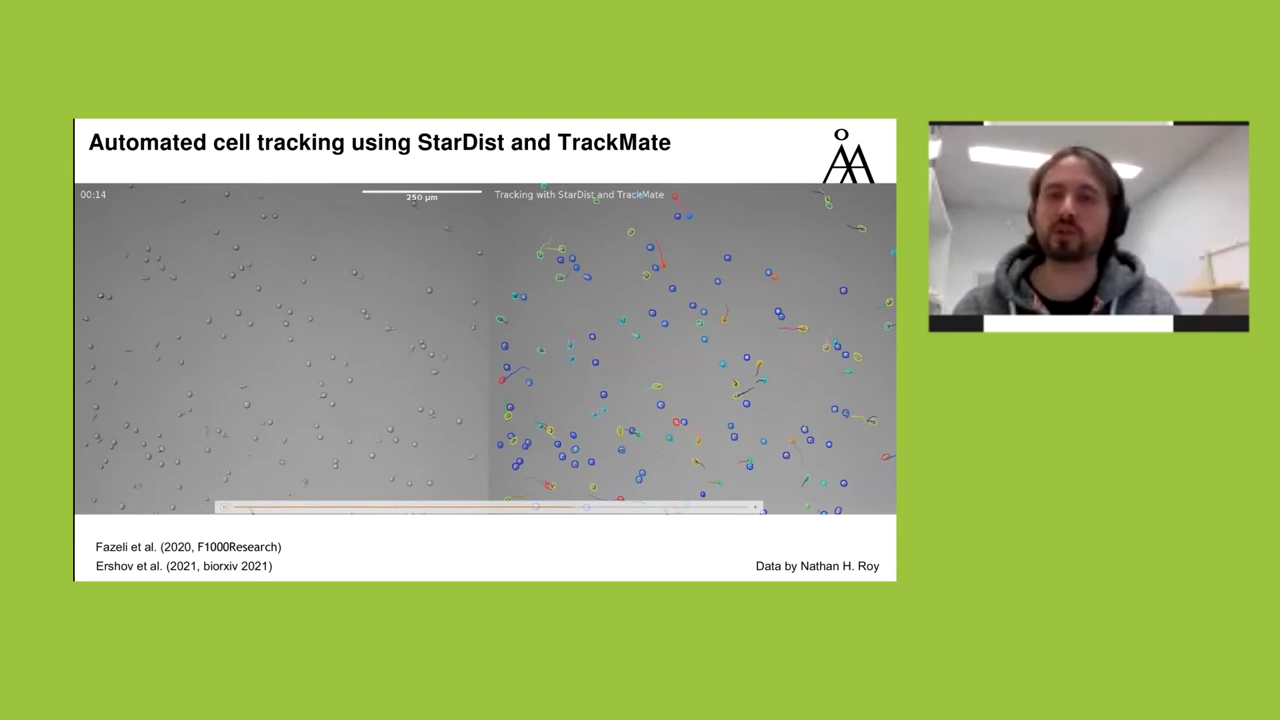 Automated cell tracking using StarDist and TrackMate
00:14
250 µm
Tracking with StarDist and TrackMate
Fazeli et al. (2020, F1000Research)
Ershov et al. (2021, biorxiv 2021)
Data by Nathan H. Roy